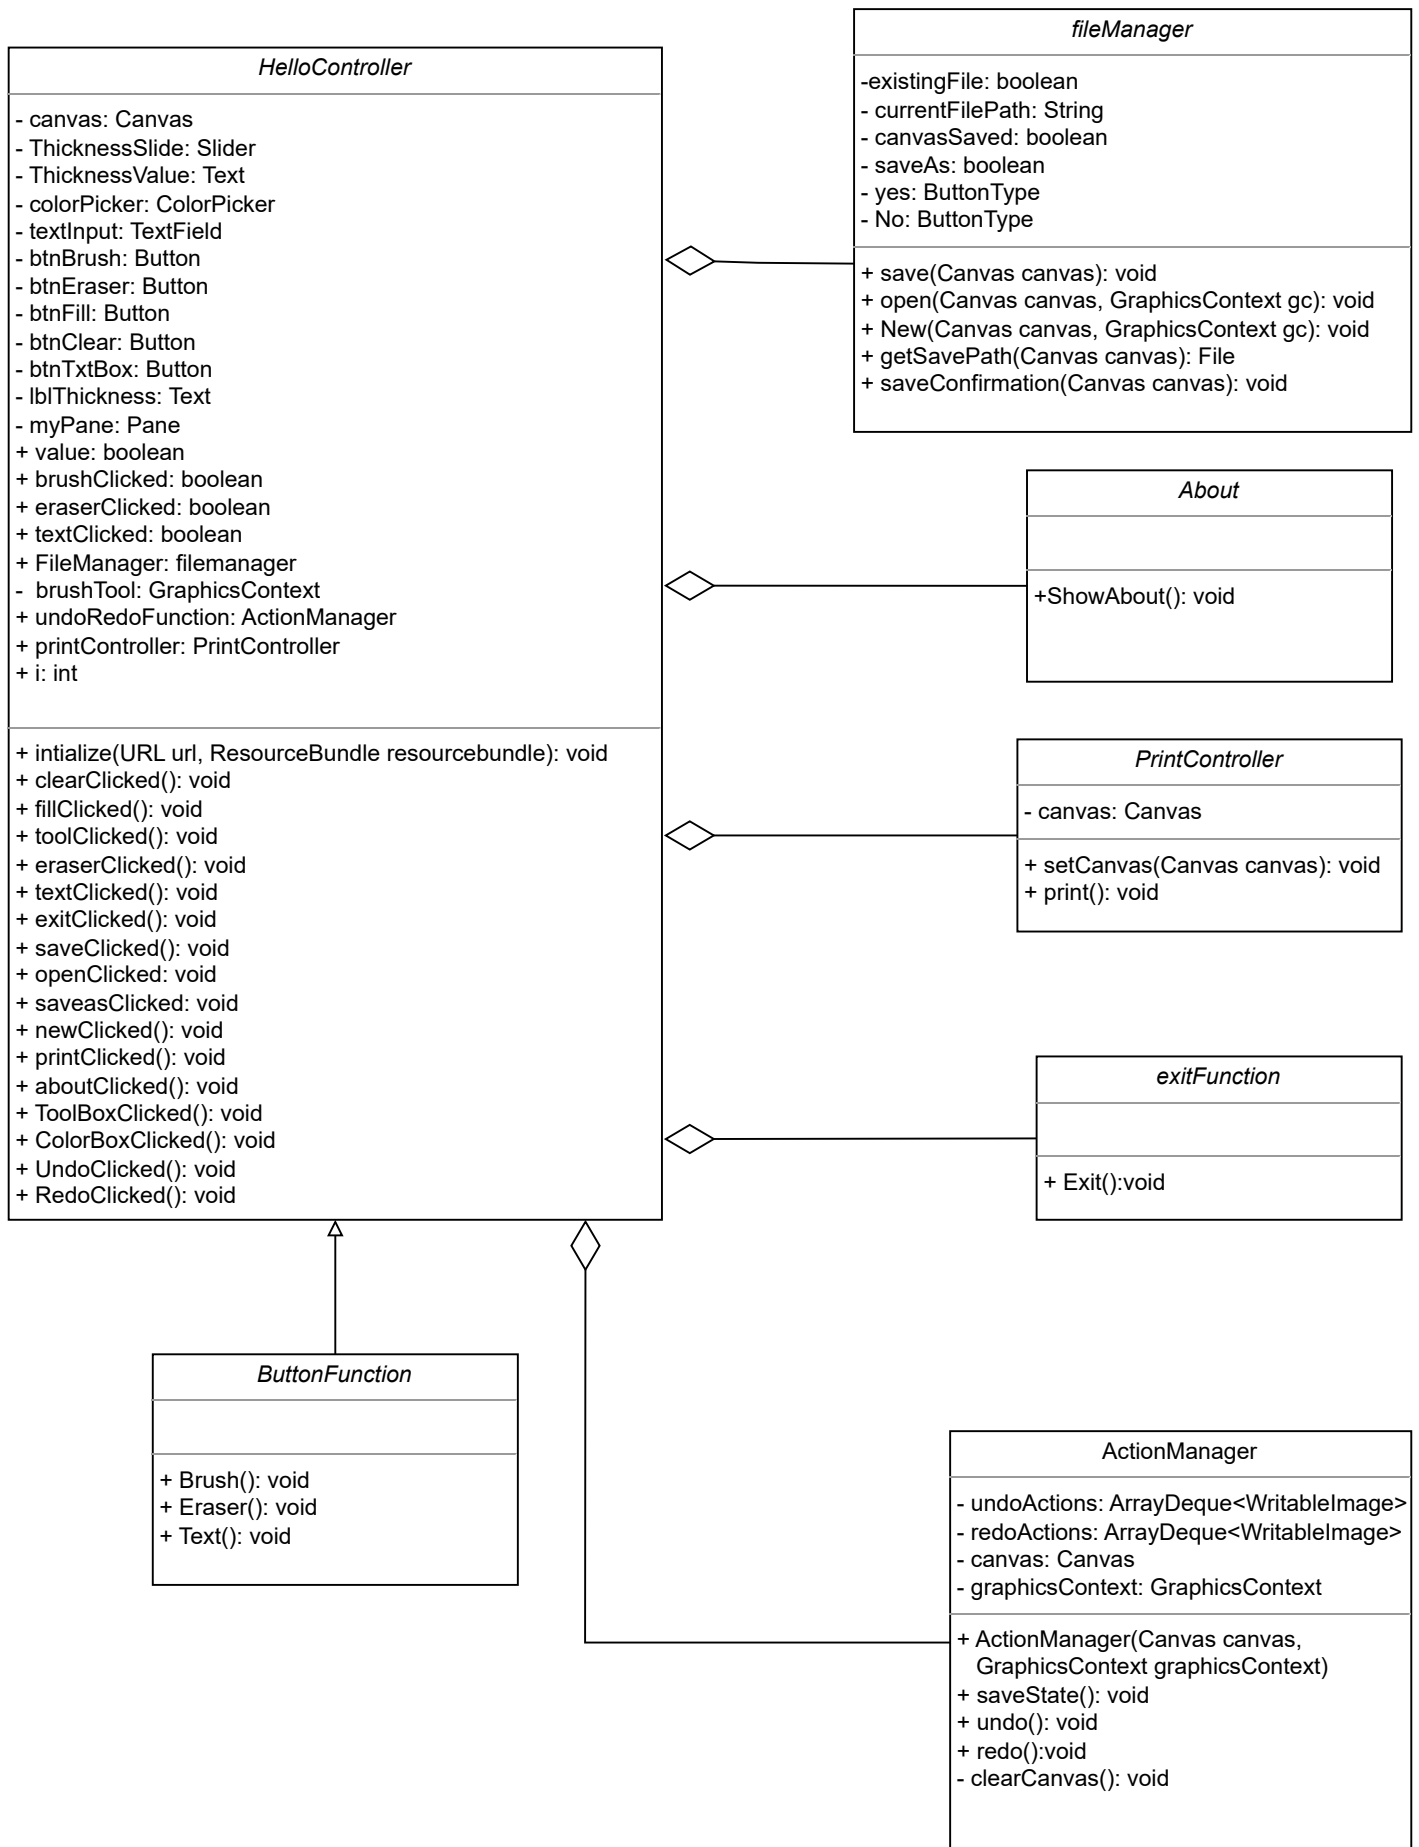 HelloController
- canvas: Canvas
- ThicknessSlide: Slider
- ThicknessValue: Text
- colorPicker: ColorPicker
- textInput: TextField
- btnBrush: Button
- btnEraser: Button
- btnFill: Button
- btnClear: Button
- btnTxtBox: Button
- lblThickness: Text
- myPane: Pane
+ value: boolean
+ brushClicked: boolean
+ eraserClicked: boolean
+ textClicked: boolean
+ FileManager: filemanager
- brushTool: GraphicsContext
+ undoRedoFunction: ActionManager
+ printController: PrintController
+ i: int
+ intialize(URL url, ResourceBundle resourcebundle): void
+ clearClicked(): void
+ fillClicked(): void
+ toolClicked(): void
+ eraserClicked(): void
+ textClicked(): void
+ exitClicked(): void
+ saveClicked(): void
+ openClicked: void
+ saveasClicked: void
+ newClicked(): void
+ printClicked(): void
+ aboutClicked(): void
+ ToolBoxClicked(): void
+ ColorBoxClicked(): void
+ UndoClicked(): void
+ RedoClicked(): void
fileManager
-existingFile: boolean
- currentFilePath: String
- canvasSaved: boolean
- saveAs: boolean
- yes: ButtonType
- No: ButtonType
+ save(Canvas canvas): void
+ open(Canvas canvas, GraphicsContext gc): void
+ New(Canvas canvas, GraphicsContext gc): void
+ getSavePath(Canvas canvas): File
+ saveConfirmation(Canvas canvas): void
About
+ShowAbout(): void
PrintController
- canvas: Canvas
+ setCanvas(Canvas canvas): void
+ print(): void
exitFunction
+ Exit():void
ButtonFunction
+ Brush(): void
+ Eraser(): void
+ Text(): void
ActionManager
- undoActions: ArrayDeque<WritableImage>
- redoActions: ArrayDeque<WritableImage>
- canvas: Canvas
- graphicsContext: GraphicsContext
+ ActionManager(Canvas canvas,
GraphicsContext graphicsContext)
+ saveState(): void
+ undo(): void
+ redo():void
- clearCanvas(): void